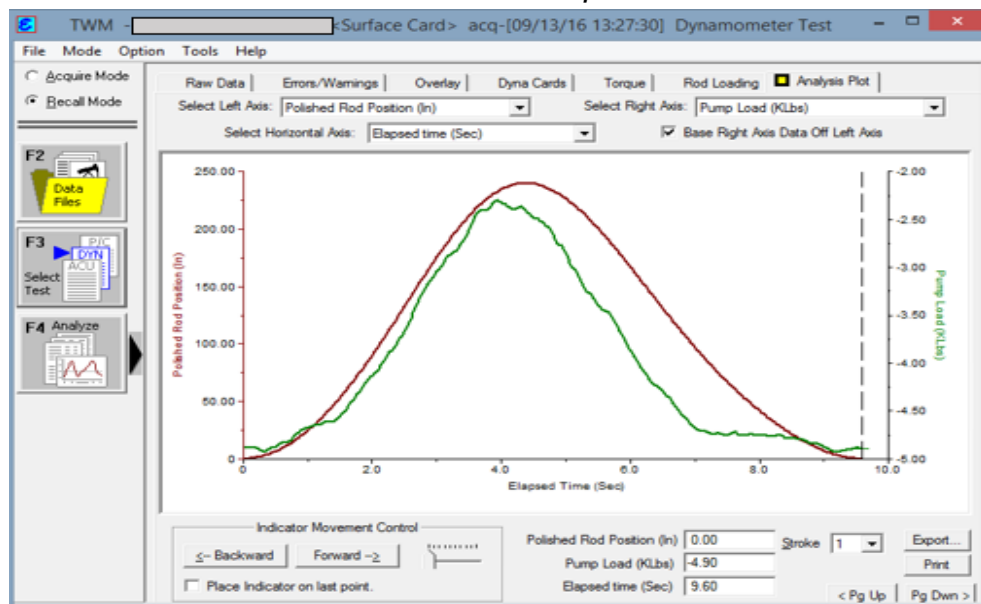 TWM - <Surface Card> acq-[09/13/16 13:27:30] Dynamometer Test
File Mode Option Tools Help
Acquire Mode
Recall Mode
F2
Data
Files
F3
P/C
DYN
ACU
Select
Test
F4 Analyze
Raw Data Errors/Warnings Overlay Dyna Cards Torque Rod Loading Analysis Plot
Select Left Axis: Polished Rod Position (In) Select Right Axis: Pump Load (KLbs)
Select Horizontal Axis: Elapsed time (Sec) Base Right Axis Data Off Left Axis
250.00
200.00
150.00
100.00
50.00
0
Polished Rod Position (In)
-2.00
-2.50
-3.00
-3.50
-4.00
-4.50
-5.00
Pump Load (KLbs)
0 2.0 4.0 6.0 8.0 10.0
Elapsed Time (Sec)
Indicator Movement Control
<- Backward Forward ->
Place Indicator on last point.
Polished Rod Position (In) 0.00 Stroke 1 Export...
Pump Load (KLbs) -4.90 Print
Elapsed time (Sec) 9.60
< Pg Up Pg Dwn >